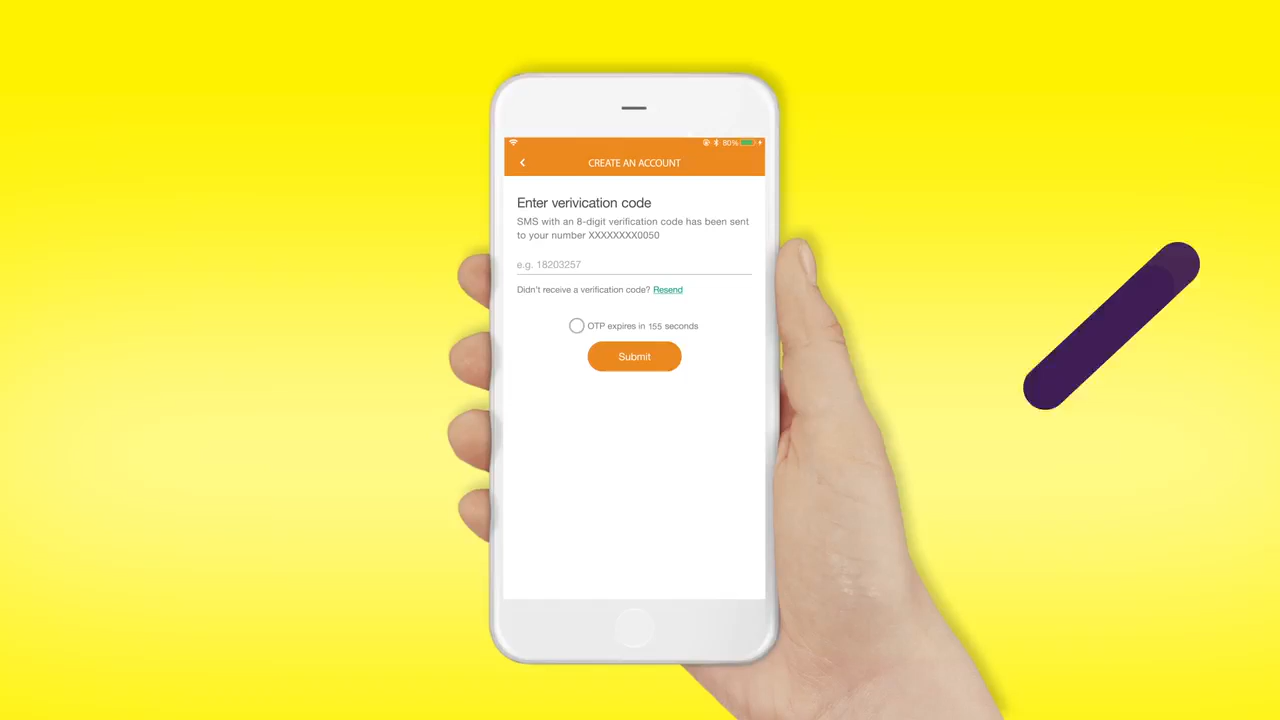 80%
CREATE AN ACCOUNT
Enter verivication code
SMS with an 8-digit verification code has been sent
to your number XXXXXXXX0050
e.g. 18203257
Didn't receive a verification code? Resend
OTP expires in 155 seconds
Submit